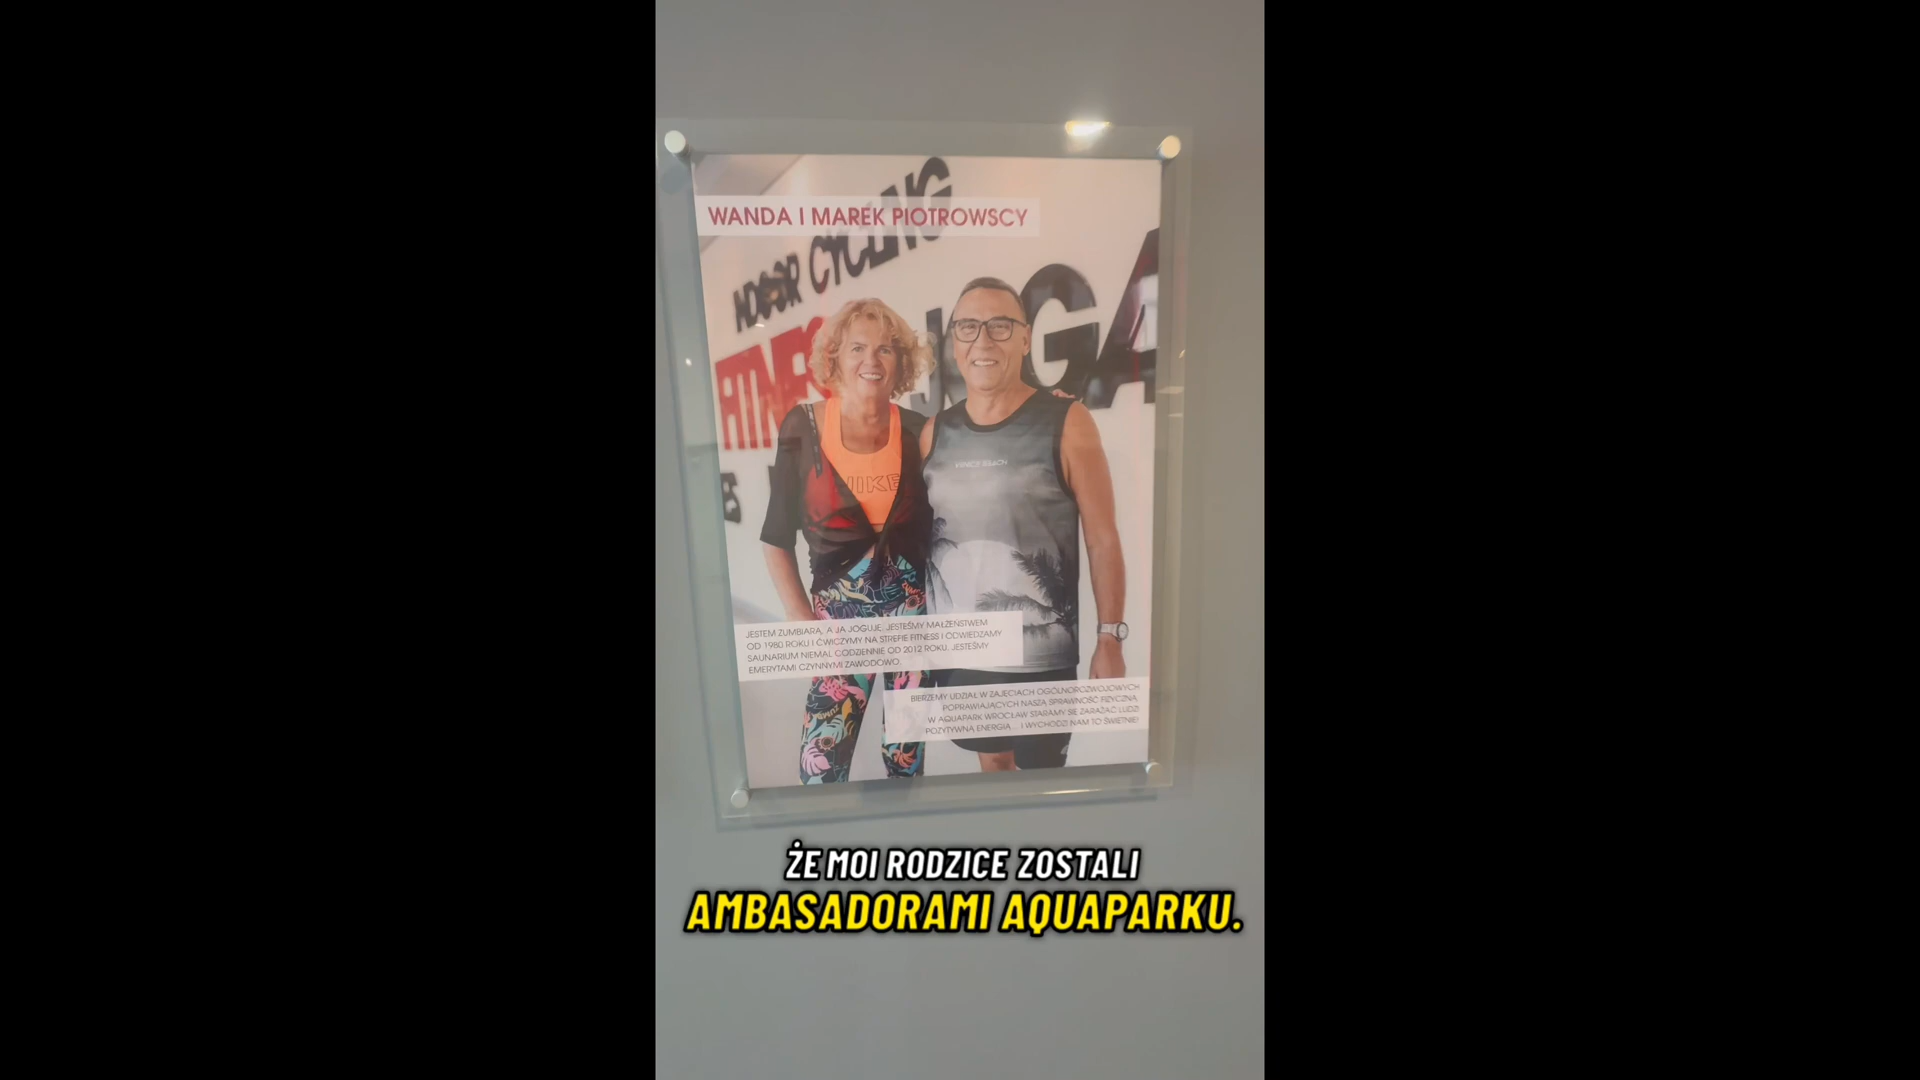 WANDA I MAREK PIOTROWSCY
INDOOR CYCLING
FITNESS
JOGA
NIKE
VENICE BEACH
JESTEM ZUMBIARĄ, A JA JOGUJĘ. JESTEŚMY MAŁŻEŃSTWEM
OD 1980 ROKU I ĆWICZYMY NA STREFIE FITNESS I ODWIEDZAMY
SAUNARIUM NIEMAL CODZIENNIE OD 2012 ROKU. JESTEŚMY
EMERYTAMI CZYNNYMI ZAWODOWO.
BIERZEMY UDZIAŁ W ZAJĘCIACH OGÓLNOROZWOJOWYCH
POPRAWIAJĄCYCH NASZĄ SPRAWNOŚĆ FIZYCZNĄ.
W AQUAPARK WROCŁAW STARAMY SIĘ ZARAŻAĆ LUDZI
POZYTYWNĄ ENERGIĄ... I WYCHODZI NAM TO ŚWIETNIE!
ŻE MOI RODZICE ZOSTALI
AMBASADORAMI AQUAPARKU.